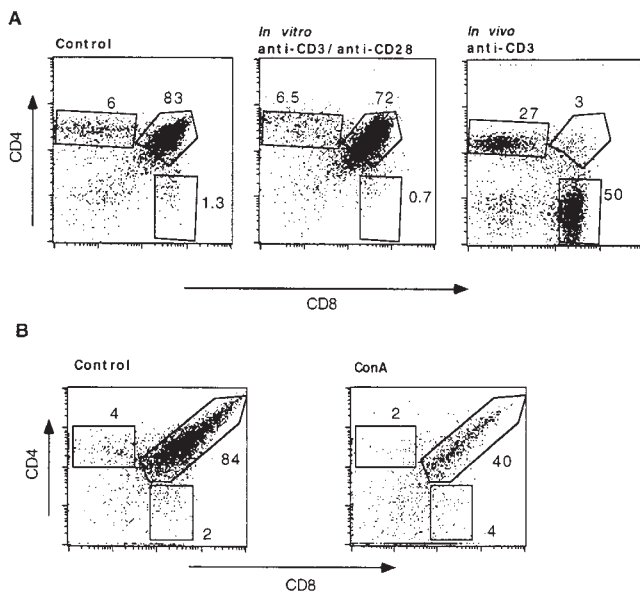 A
Control
In vitro
anti-CD3/anti-CD28
In vivo
anti-CD3
6
83
1.3
6.5
72
0.7
27
3
50
CD4
CD8
B
Control
ConA
4
84
2
2
40
4
CD4
CD8